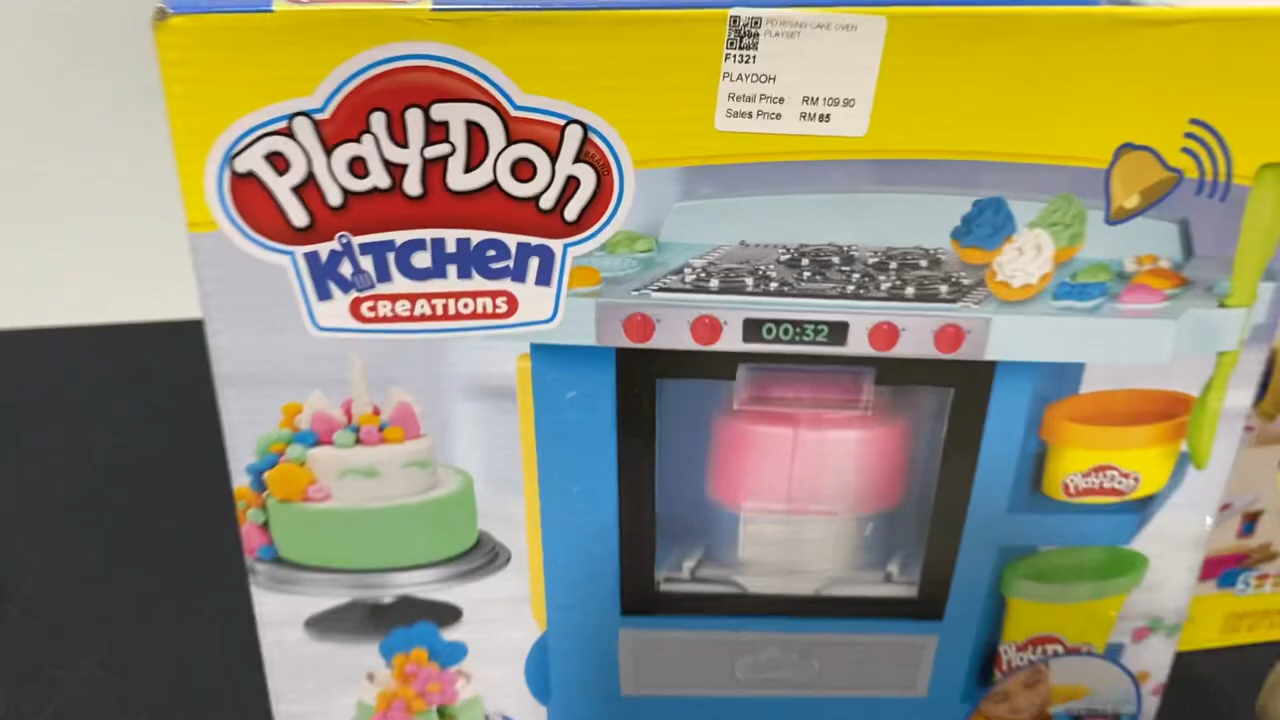 PD RISING CAKE OVEN
PLAYSET
F1321
PLAYDOH
Retail Price : RM 109.90
Sales Price RM 65
Play-Doh
BRAND
KITCHEN
CREATIONS
00:32
Play-Doh